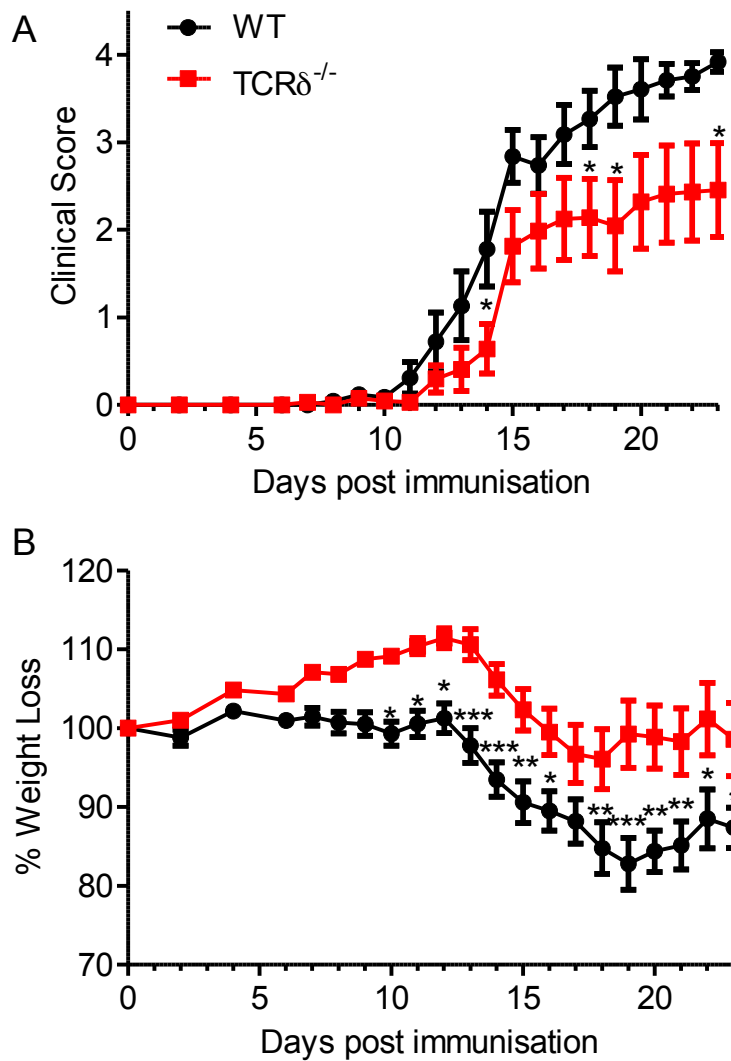 A
WT
TCRδ-/-
Clinical Score
4
3
2
1
0
* * * *
0 5 10 15 20
Days post immunisation
B
% Weight Loss
120
110
100
90
80
70
* * * *** *** ** * ** *** ** ** *
0 5 10 15 20
Days post immunisation